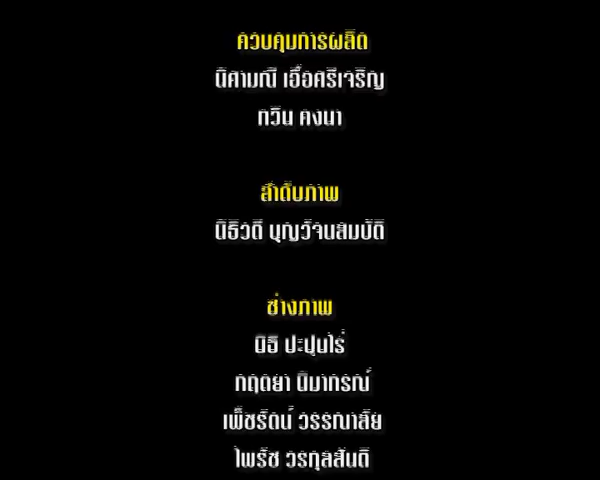 ควบคุมการผลิต
นิศามณี เอื้อศรีเจริญ
กวิน คงนา
ลำดับภาพ
นิธิวดี บุญวัจนสมบัติ
ช่างภาพ
นิธิ ปะปุนไร่
กฤติยา นิมากรณ์
เพ็ชรัตน์ วรรณาลัย
ไพรัช วรกุลสันติ